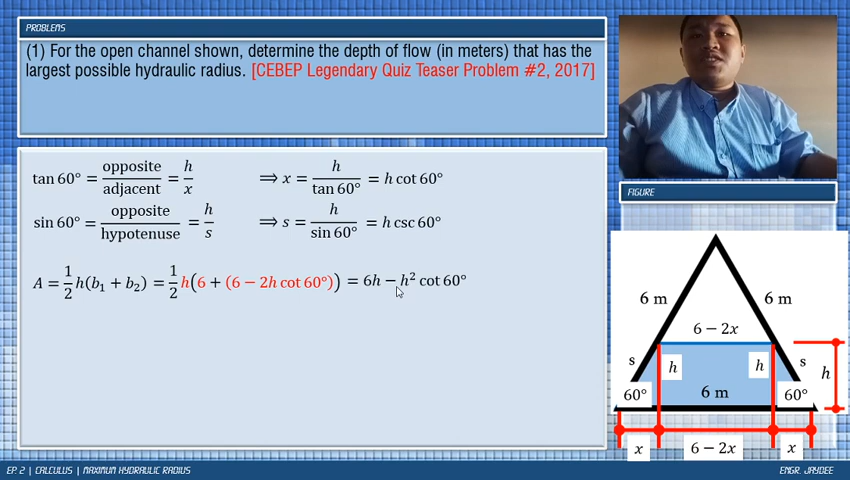 PROBLEMS
(1) For the open channel shown, determine the depth of flow (in meters) that has the
largest possible hydraulic radius. [CEBEP Legendary Quiz Teaser Problem #2, 2017]
tan 60° = opposite/adjacent = h/x ⟹ x = h/tan 60° = h cot 60°
sin 60° = opposite/hypotenuse = h/s ⟹ s = h/sin 60° = h csc 60°
A = 1/2 h(b₁ + b₂) = 1/2 h(6 + (6 − 2h cot 60°)) = 6h − h² cot 60°
FIGURE
6 m 6 m
6 − 2x
s h h s h
60° 6 m 60°
x 6 − 2x x
EP. 2 | CALCULUS | MAXIMUM HYDRAULIC RADIUS
ENGR. JAYDEE